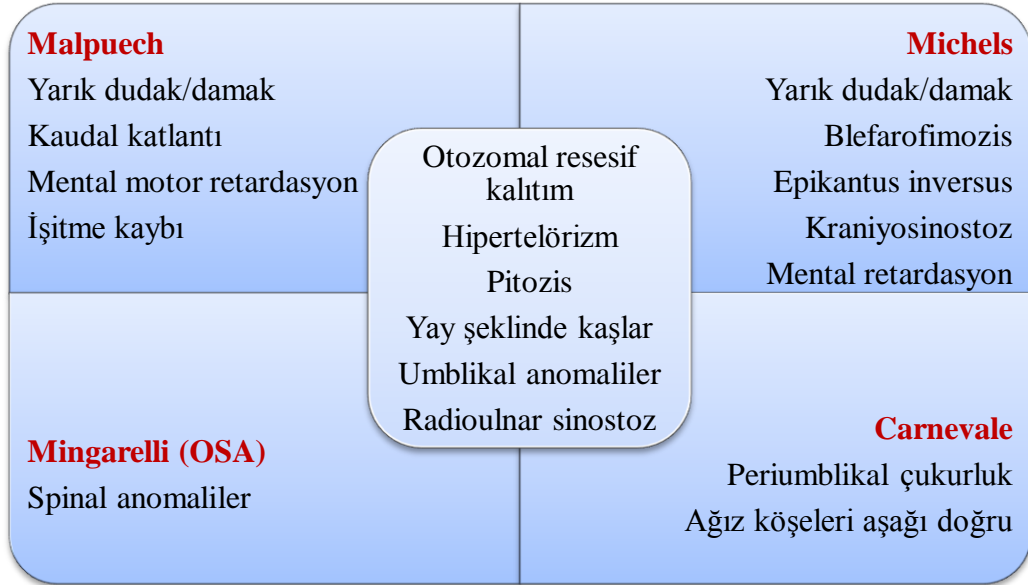 Malpuech
Yarık dudak/damak
Kaudal katlantı
Mental motor retardasyon
İşitme kaybı
Michels
Yarık dudak/damak
Blefarofimozis
Epikantus inversus
Kraniyosinostoz
Mental retardasyon
Otozomal resesif
kalıtım
Hipertelörizm
Pitozis
Yay şeklinde kaşlar
Umblikal anomaliler
Radioulnar sinostoz
Mingarelli (OSA)
Spinal anomaliler
Carnevale
Periumblikal çukurluk
Ağız köşeleri aşağı doğru